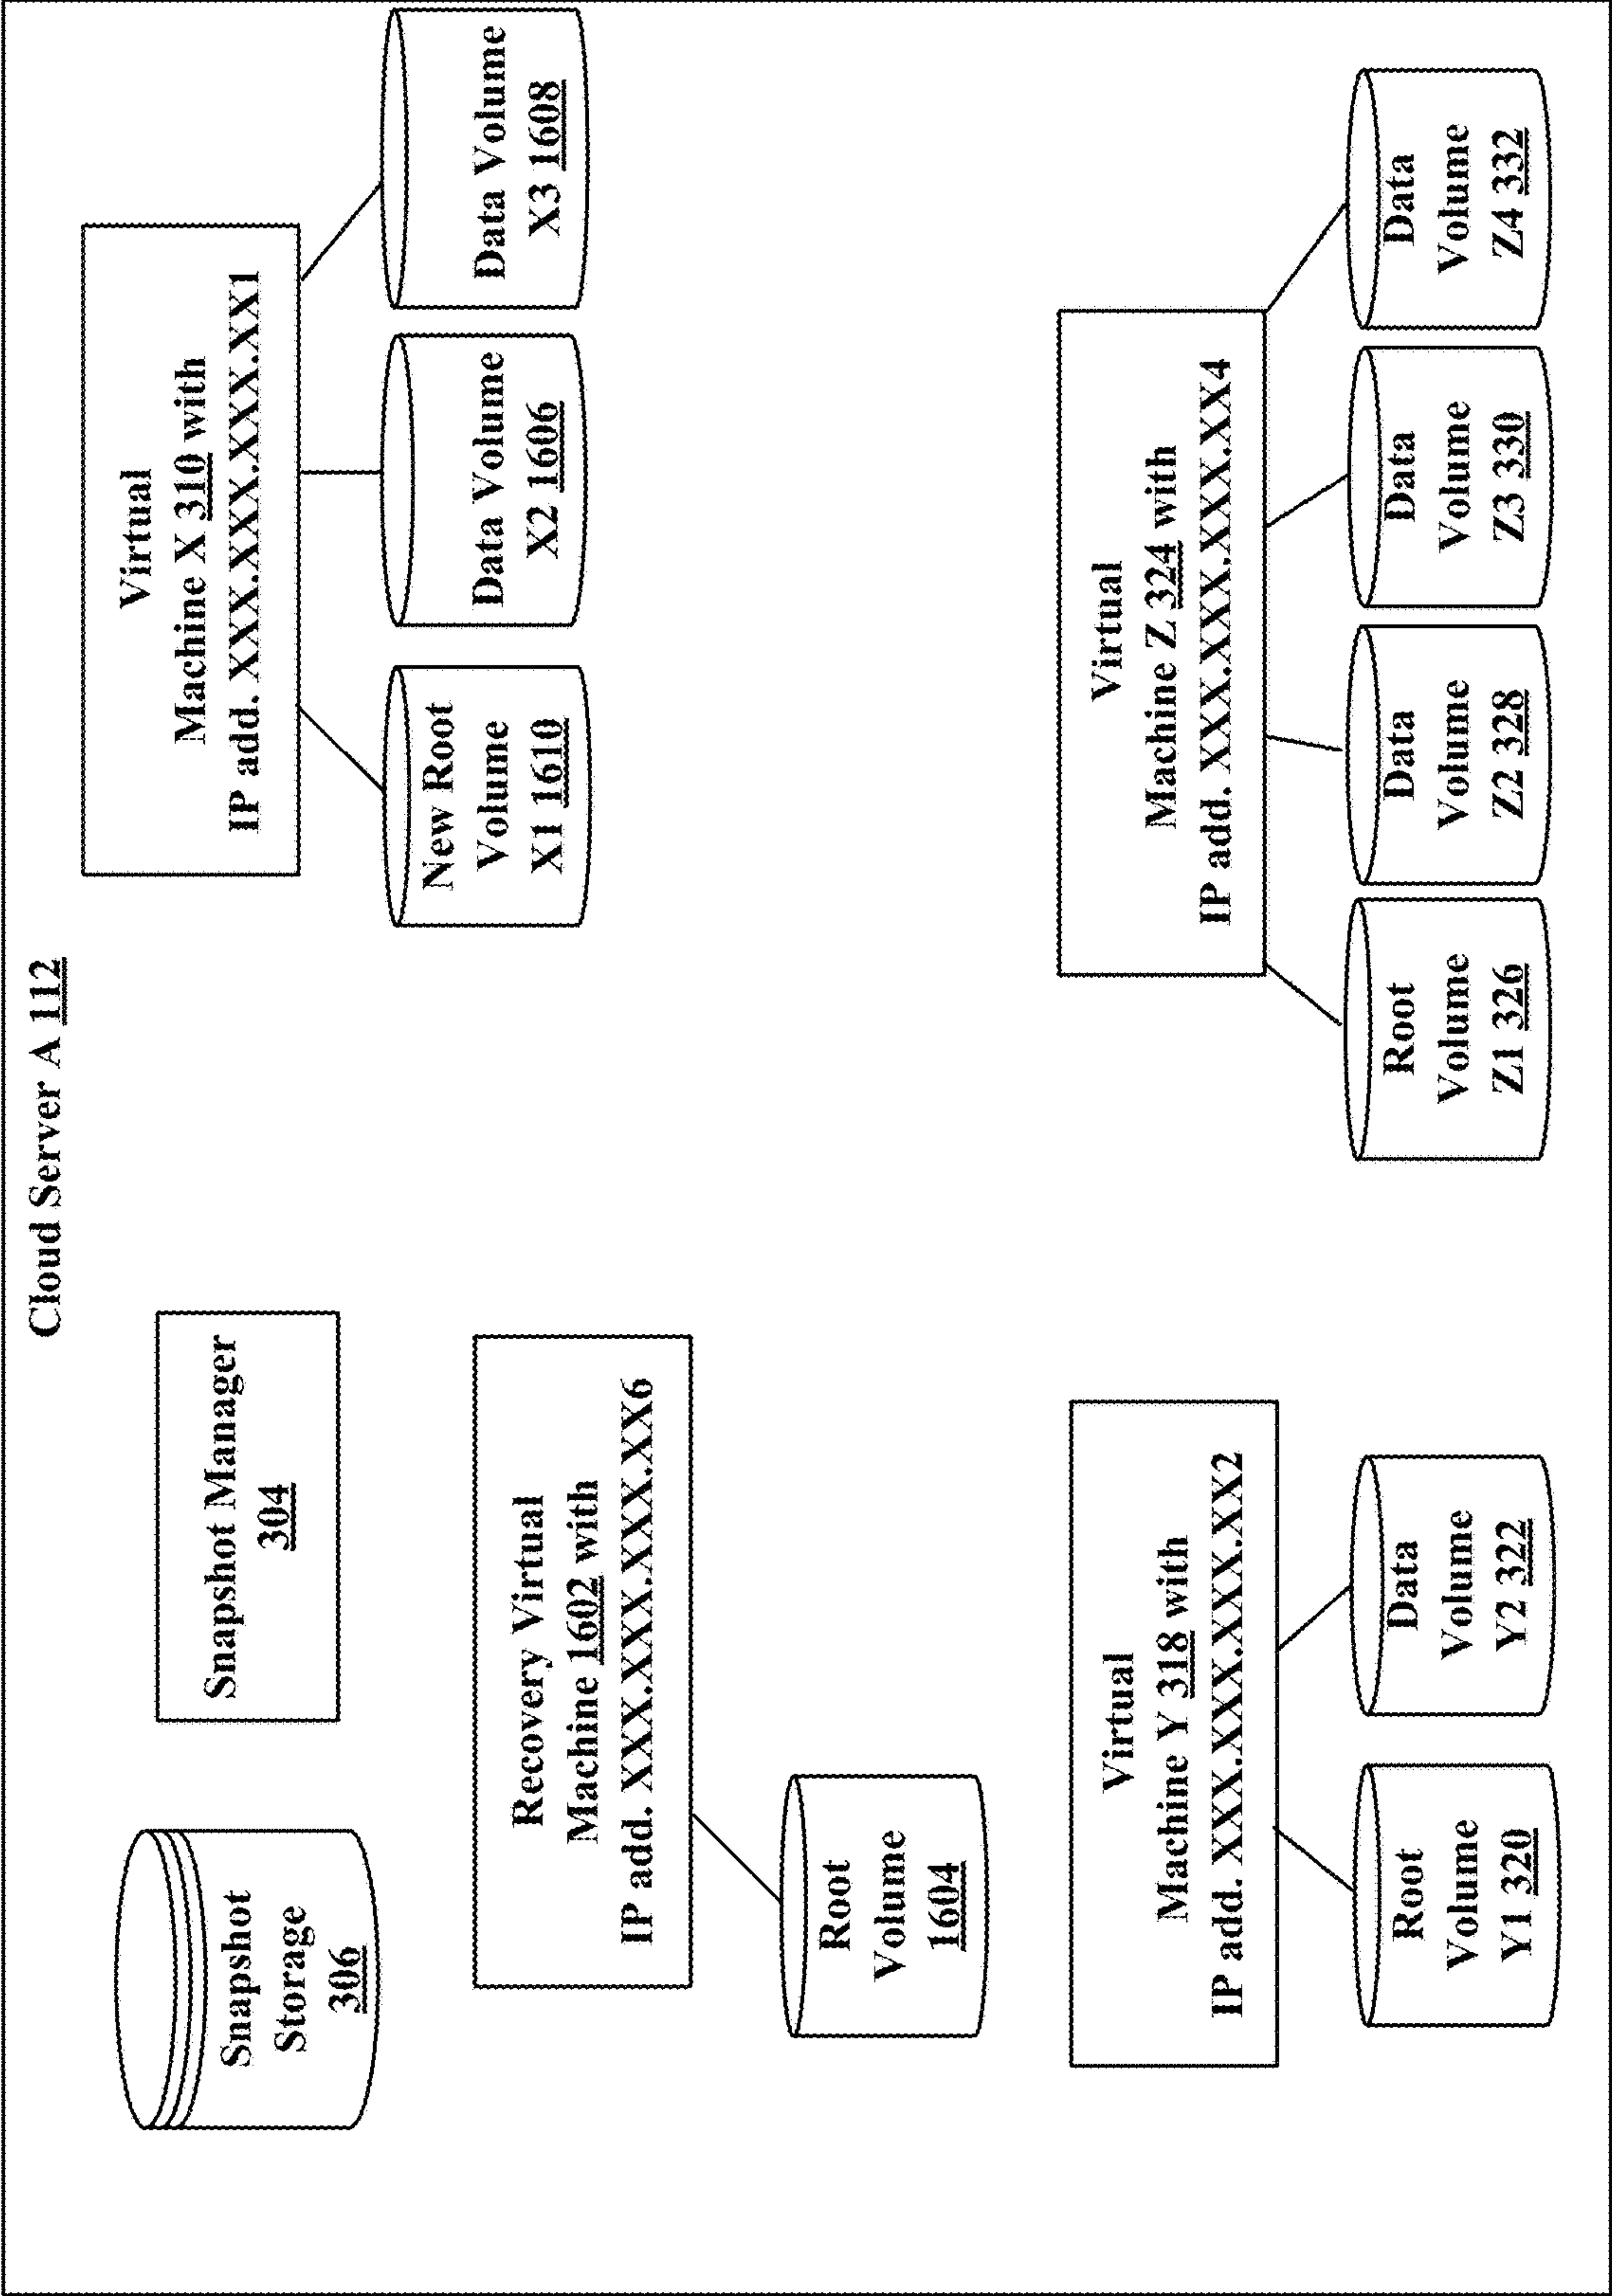 Cloud Server A 112
Snapshot
Storage
306
Snapshot Manager
304
Virtual
Machine X 310 with
IP add. XXX.XXX.XXX.XX1
New Root
Volume
X1 1610
Data Volume
X2 1606
Data Volume
X3 1608
Recovery Virtual
Machine 1602 with
IP add. XXX.XXX.XXX.XX6
Root
Volume
1604
Virtual
Machine Y 318 with
IP add. XXX.XXX.XXX.XX2
Root
Volume
Y1 320
Data
Volume
Y2 322
Virtual
Machine Z 324 with
IP add. XXX.XXX.XXX.XX4
Root
Volume
Z1 326
Data
Volume
Z2 328
Data
Volume
Z3 330
Data
Volume
Z4 332